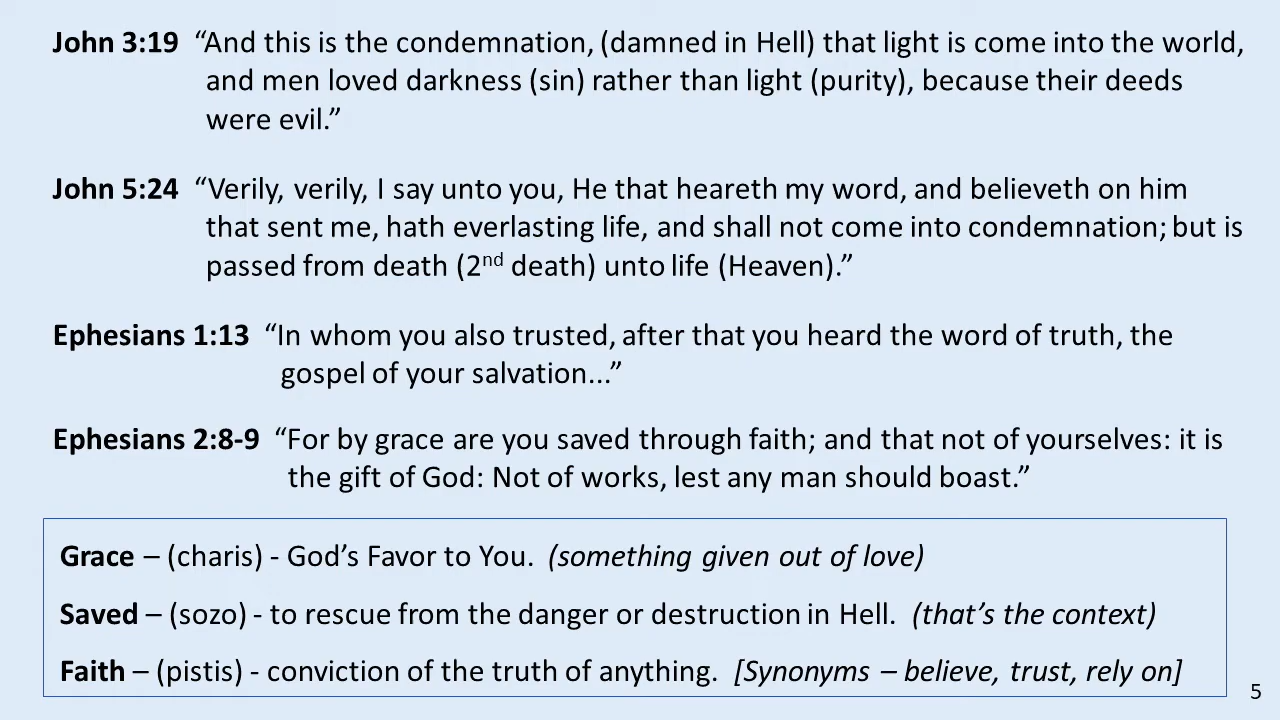 John 3:19 “And this is the condemnation, (damned in Hell) that light is come into the world,
and men loved darkness (sin) rather than light (purity), because their deeds
were evil.”
John 5:24 “Verily, verily, I say unto you, He that heareth my word, and believeth on him
that sent me, hath everlasting life, and shall not come into condemnation; but is
passed from death (2nd death) unto life (Heaven).”
Ephesians 1:13 “In whom you also trusted, after that you heard the word of truth, the
gospel of your salvation...”
Ephesians 2:8-9 “For by grace are you saved through faith; and that not of yourselves: it is
the gift of God: Not of works, lest any man should boast.”
Grace – (charis) - God’s Favor to You. (something given out of love)
Saved – (sozo) - to rescue from the danger or destruction in Hell. (that’s the context)
Faith – (pistis) - conviction of the truth of anything. [Synonyms – believe, trust, rely on]
5